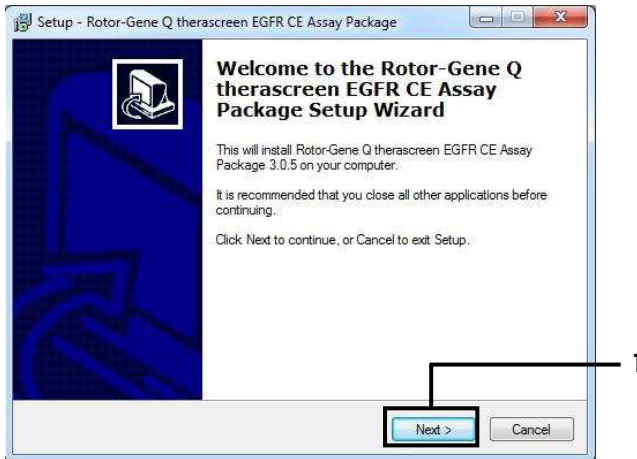 Setup - Rotor-Gene Q therascreen EGFR CE Assay Package
Welcome to the Rotor-Gene Q
therascreen EGFR CE Assay
Package Setup Wizard
This will install Rotor-Gene Q therascreen EGFR CE Assay
Package 3.0.5 on your computer.
It is recommended that you close all other applications before
continuing.
Click Next to continue, or Cancel to exit Setup.
1
Next >
Cancel